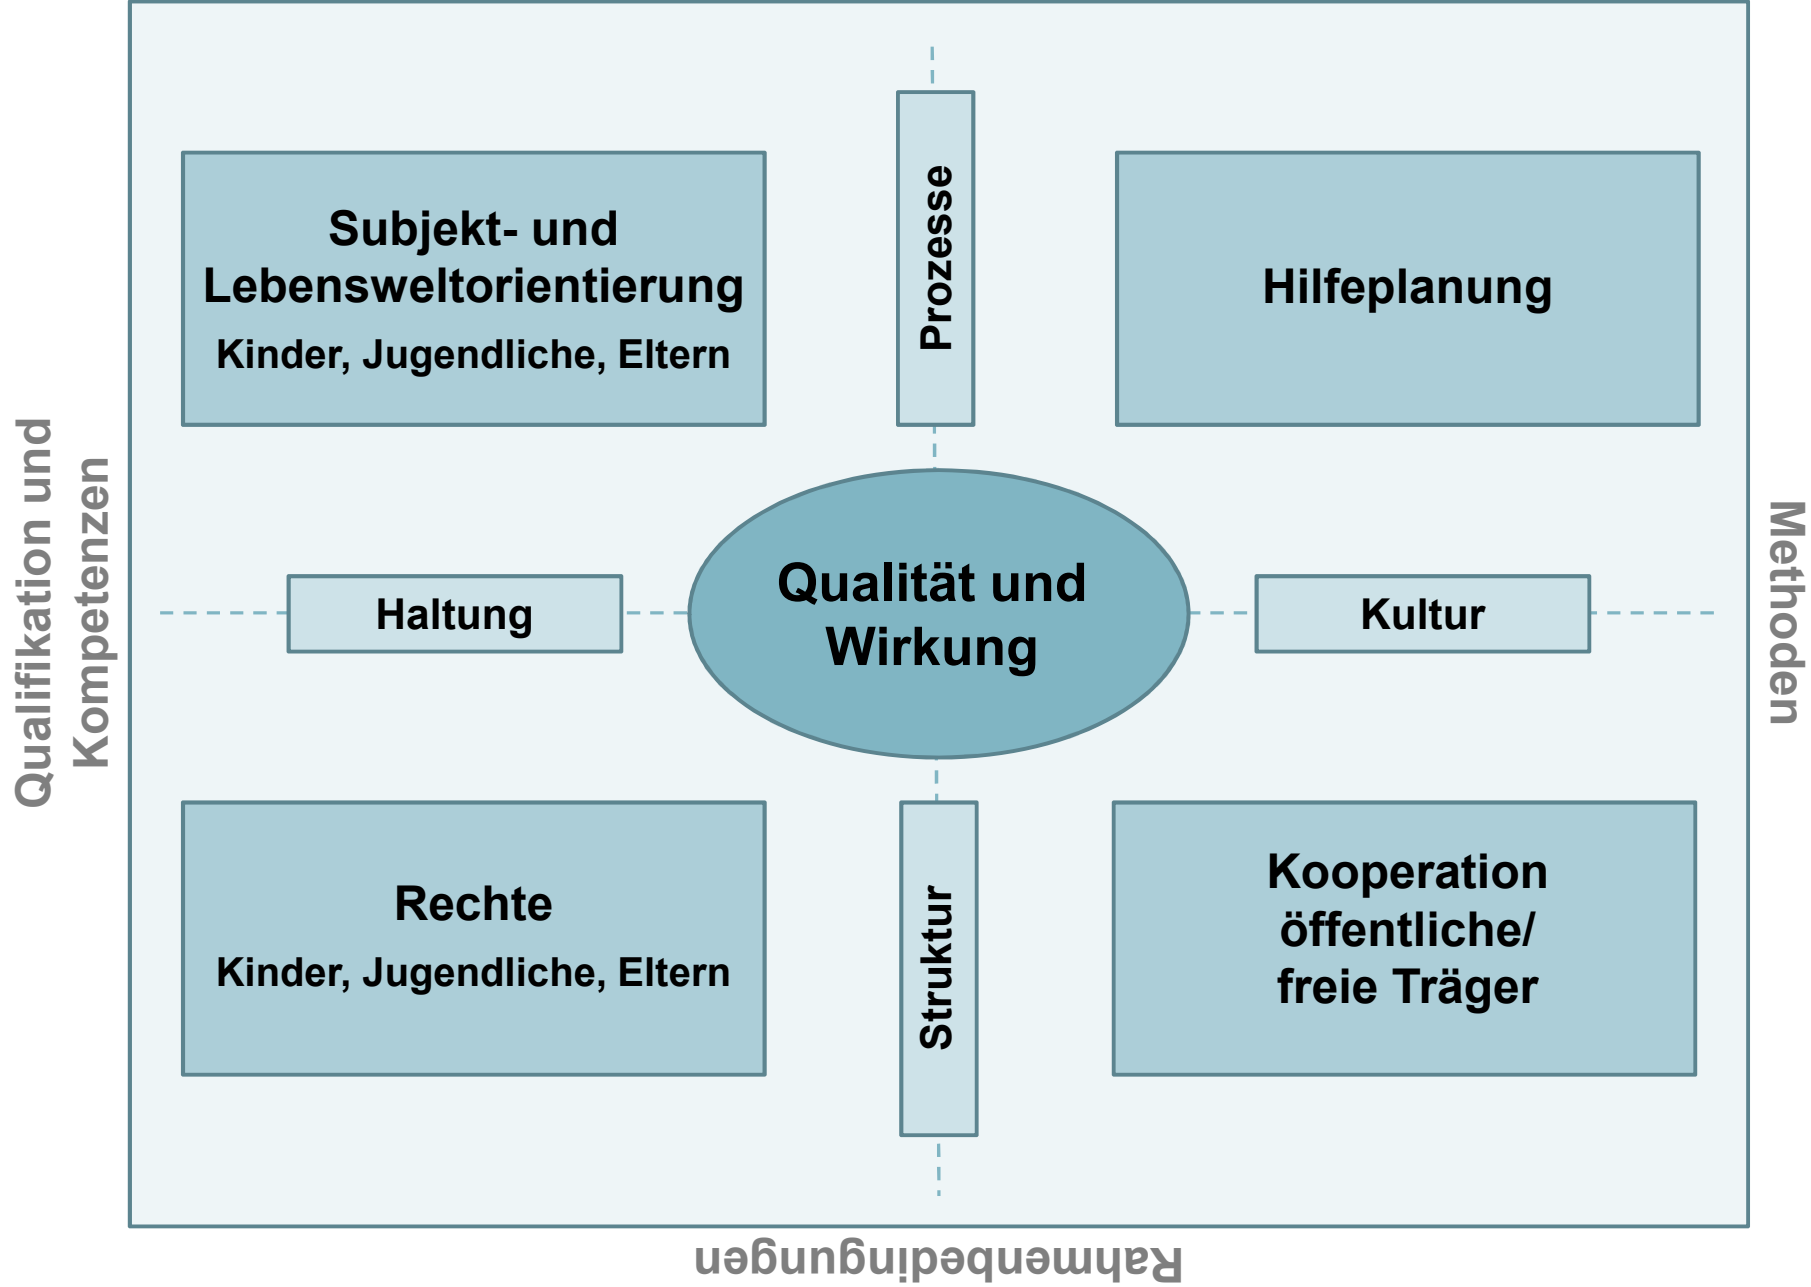 Prozesse
Subjekt- und
Lebensweltorientierung
Kinder, Jugendliche, Eltern
Hilfeplanung
Qualifikation und
Kompetenzen
Haltung
Qualität und
Wirkung
Kultur
Methoden
Rechte
Kinder, Jugendliche, Eltern
Struktur
Kooperation
öffentliche/
freie Träger
Rahmenbedingungen